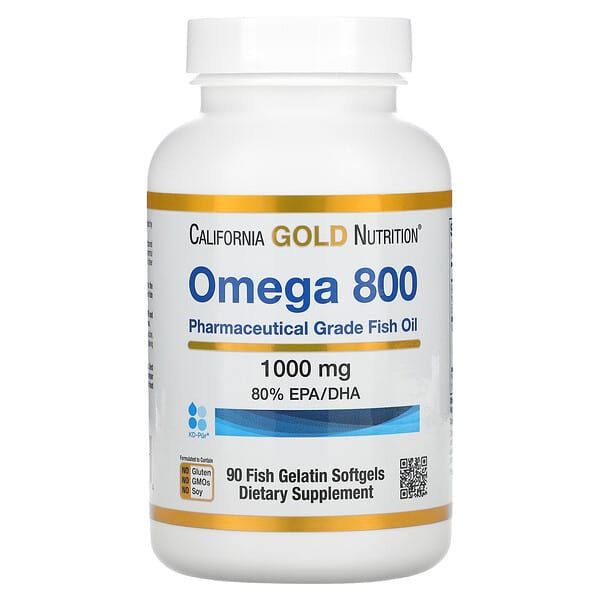 CALIFORNIA GOLD NUTRITION®
Omega 800
Pharmaceutical Grade Fish Oil
1000 mg
80% EPA/DHA
KD-Pür®
Formulated to Contain
NO Gluten
NO GMOs
NO Soy
90 Fish Gelatin Softgels
Dietary Supplement